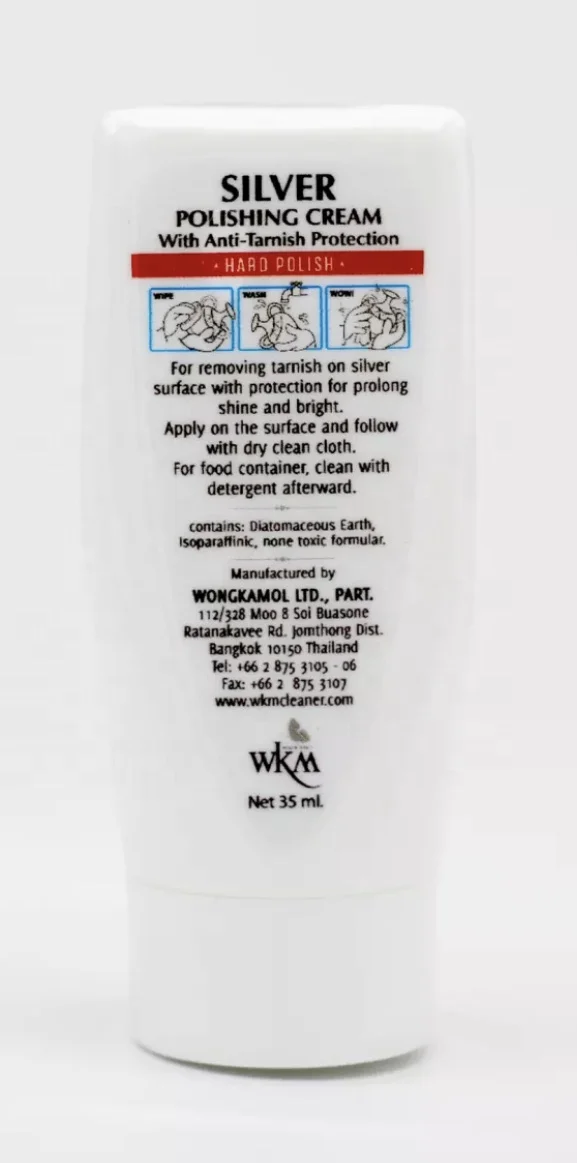 SILVER
POLISHING CREAM
With Anti-Tarnish Protection
• HARD POLISH •
WIPE WASH WOW!
For removing tarnish on silver
surface with protection for prolong
shine and bright.
Apply on the surface and follow
with dry clean cloth.
For food container, clean with
detergent afterward.
contains: Diatomaceous Earth,
Isoparaffinic, none toxic formular.
Manufactured by
WONGKAMOL LTD., PART.
112/328 Moo 8 Soi Buasone
Ratanakavee Rd. Jomthong Dist.
Bangkok 10150 Thailand
Tel: +66 2 875 3105 - 06
Fax: +66 2 875 3107
www.wkmcleaner.com
wkm
Net 35 ml.